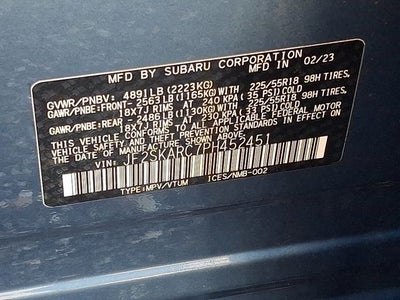 MFD BY SUBARU CORPORATION 02/23
GVWR/PNBV: 4891LB (2223KG)
GAWR/PNBE:FRONT- 2563LB (1165KG) WITH 225/55R18 98H TIRES,
18X7J RIMS AT 240 KPA (35 PSI) COLD
GAWR/PNBE:REAR - 2486LB (1130KG) WITH 225/55R18 98H TIRES,
18X7J RIMS AT 230 KPA (33 PSI) COLD
THIS VEHICLE CONFORMS TO ALL APPLICABLE FEDERAL MOTOR
VEHICLE SAFETY AND THEFT PREVENTION STANDARDS IN EFFECT
ON THE DATE OF MANUFACTURE SHOWN ABOVE.
VIN: JF2SKARC7PH452451
TYPE:MPV/VTUM ICES/NMB-002